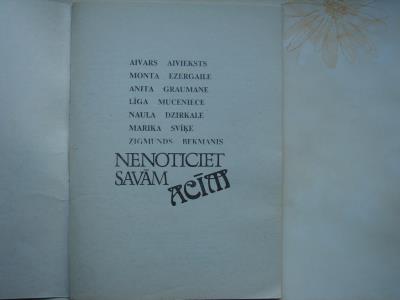 AIVARS AIVIEKSTS
MONTA EZERGAILE
ANITA GRAUMANE
LĪGA MUCENIECE
NAULA DZIRKALE
MARIKA SVĪĶE
ZIGMUNDS BEKMANIS
NENOTICIET
SAVĀM ACĪM